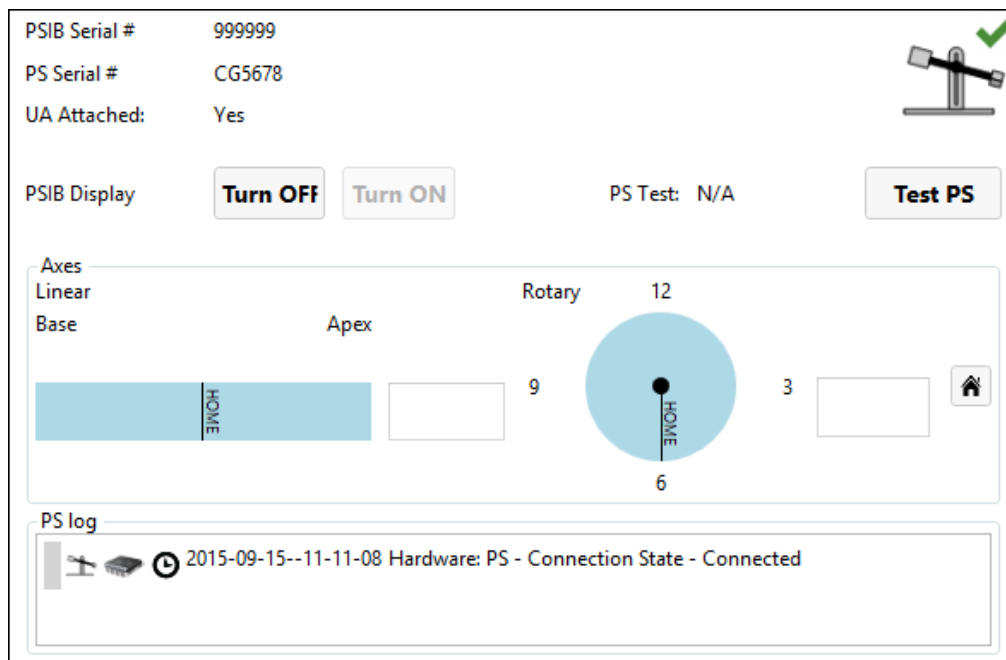 PSIB Serial # 999999
PS Serial # CG5678
UA Attached: Yes
PSIB Display Turn OFF Turn ON PS Test: N/A Test PS
Axes
Linear Rotary 12
Base Apex
HOME 9 HOME 3
6
PS log
2015-09-15--11-11-08 Hardware: PS - Connection State - Connected